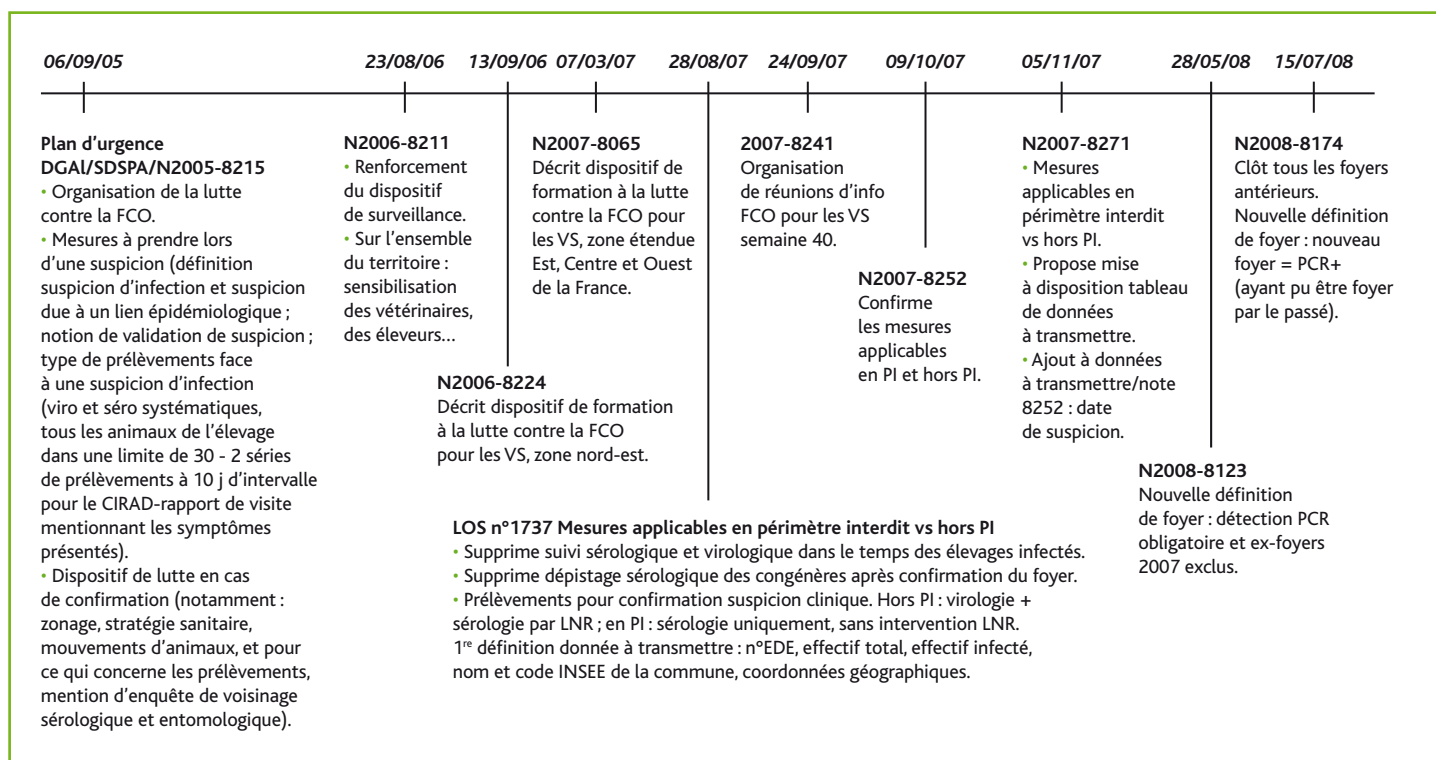 06/09/05
23/08/06
13/09/06
07/03/07
28/08/07
24/09/07
09/10/07
05/11/07
28/05/08
15/07/08
Plan d'urgence
DGAl/SDSPA/N2005-8215
• Organisation de la lutte
contre la FCO.
• Mesures à prendre lors
d'une suspicion (définition
suspicion d'infection et suspicion
due à un lien épidémiologique ;
notion de validation de suspicion ;
type de prélèvements face
à une suspicion d'infection
(viro et séro systématiques,
tous les animaux de l'élevage
dans une limite de 30 - 2 séries
de prélèvements à 10 j d'intervalle
pour le CIRAD-rapport de visite
mentionnant les symptômes
présentés).
• Dispositif de lutte en cas
de confirmation (notamment :
zonage, stratégie sanitaire,
mouvements d'animaux, et pour
ce qui concerne les prélèvements,
mention d'enquête de voisinage
sérologique et entomologique).
N2006-8211
• Renforcement
du dispositif
de surveillance.
• Sur l'ensemble
du territoire :
sensibilisation
des vétérinaires,
des éleveurs...
N2006-8224
Décrit dispositif de formation
à la lutte contre la FCO
pour les VS, zone nord-est.
N2007-8065
Décrit dispositif de
formation à la lutte
contre la FCO pour
les VS, zone étendue
Est, Centre et Ouest
de la France.
LOS n°1737 Mesures applicables en périmètre interdit vs hors PI
• Supprime suivi sérologique et virologique dans le temps des élevages infectés.
• Supprime dépistage sérologique des congénères après confirmation du foyer.
• Prélèvements pour confirmation suspicion clinique. Hors PI : virologie +
sérologie par LNR ; en PI : sérologie uniquement, sans intervention LNR.
1re définition donnée à transmettre : n°EDE, effectif total, effectif infecté,
nom et code INSEE de la commune, coordonnées géographiques.
2007-8241
Organisation
de réunions d'info
FCO pour les VS
semaine 40.
N2007-8252
Confirme
les mesures
applicables
en PI et hors PI.
N2007-8271
• Mesures
applicables en
périmètre interdit
vs hors PI.
• Propose mise
à disposition tableau
de données
à transmettre.
• Ajout à données
à transmettre/note
8252 : date
de suspicion.
N2008-8123
Nouvelle définition
de foyer : détection PCR
obligatoire et ex-foyers
2007 exclus.
N2008-8174
Clôt tous les foyers
antérieurs.
Nouvelle définition
de foyer : nouveau
foyer = PCR+
(ayant pu être foyer
par le passé).